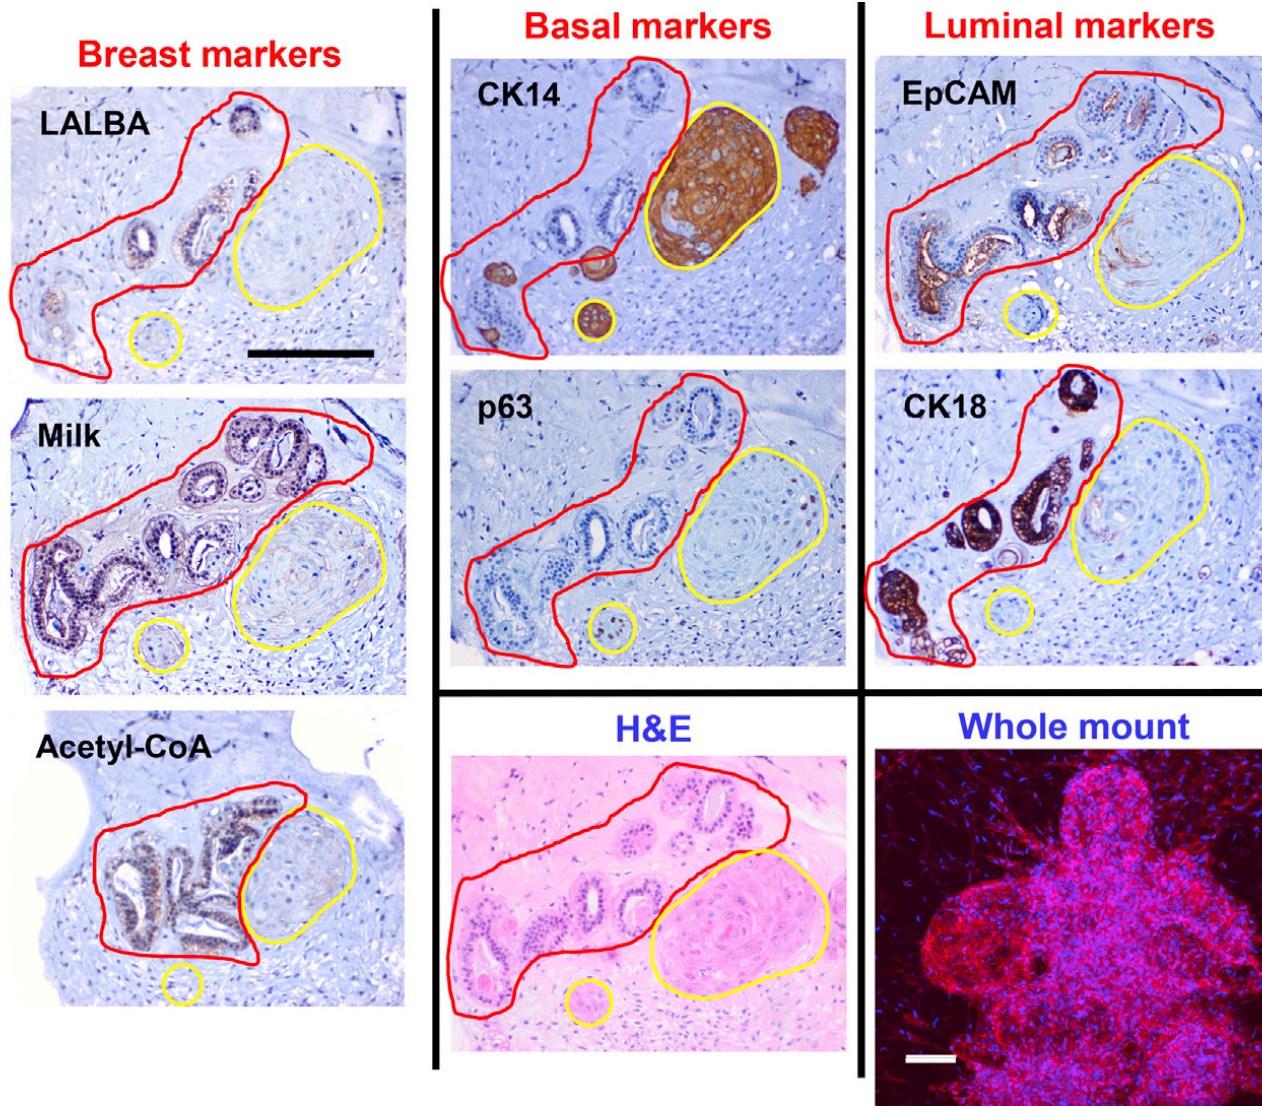 Breast markers
Basal markers
Luminal markers
LALBA
CK14
EpCAM
Milk
p63
CK18
Acetyl-CoA
H&E
Whole mount